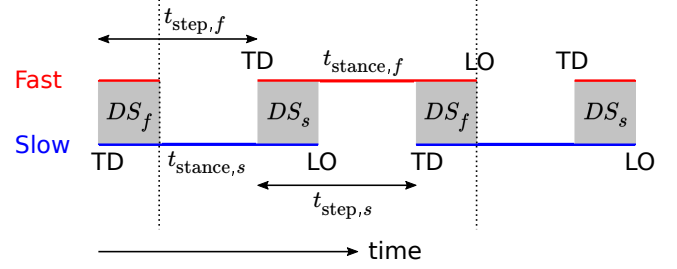 t_step,f
TD t_stance,f LO TD
Fast
DS_f DS_s DS_f DS_s
Slow
TD t_stance,s LO TD LO
t_step,s
time